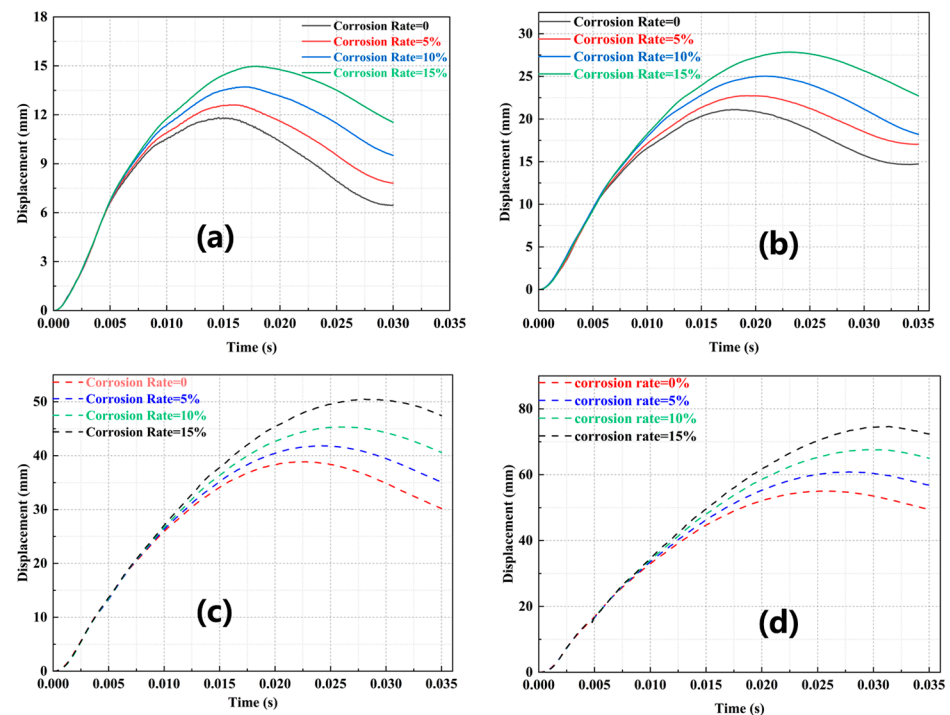 Corrosion Rate=0
Corrosion Rate=5%
Corrosion Rate=10%
Corrosion Rate=15%
18
15
12
9
6
3
0
Displacement (mm)
(a)
0.000 0.005 0.010 0.015 0.020 0.025 0.030 0.035
Time (s)
Corrosion Rate=0
Corrosion Rate=5%
Corrosion Rate=10%
Corrosion Rate=15%
30
25
20
15
10
5
0
Displacement (mm)
(b)
0.000 0.005 0.010 0.015 0.020 0.025 0.030 0.035
Time (s)
Corrosion Rate=0
Corrosion Rate=5%
Corrosion Rate=10%
Corrosion Rate=15%
50
40
30
20
10
0
Displacement (mm)
(c)
0.000 0.005 0.010 0.015 0.020 0.025 0.030 0.035
Time (s)
corrosion rate=0%
corrosion rate=5%
corrosion rate=10%
corrosion rate=15%
80
60
40
20
0
Displacement (mm)
(d)
0.000 0.005 0.010 0.015 0.020 0.025 0.030 0.035
Time (s)